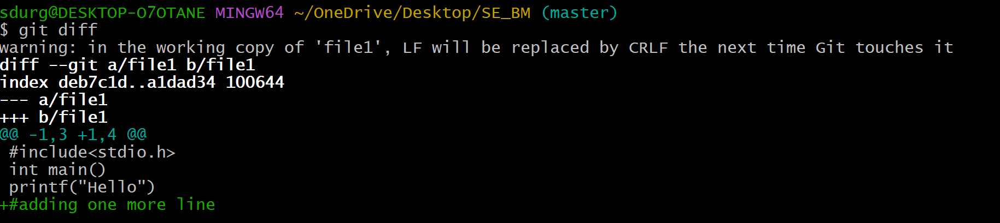 sdurg@DESKTOP-O7OTANE MINGW64 ~/OneDrive/Desktop/SE_BM (master)
$ git diff
warning: in the working copy of 'file1', LF will be replaced by CRLF the next time Git touches it
diff --git a/file1 b/file1
index deb7c1d..a1dad34 100644
--- a/file1
+++ b/file1
@@ -1,3 +1,4 @@
 #include<stdio.h>
 int main()
 printf("Hello")
+#adding one more line